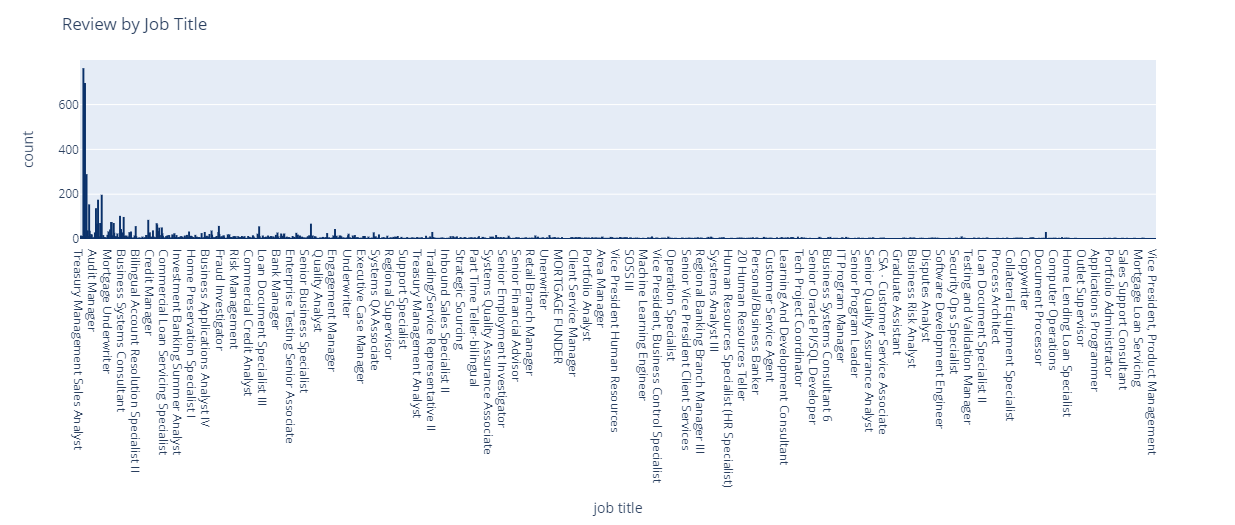 Review by Job Title
count
600
400
200
0
Treasury Management Sales Analyst
Audit Manager
Mortgage Underwriter
Business Systems Consultant
Bilingual Account Resolution Specialist II
Credit Manager
Commercial Loan Servicing Specialist
Investment Banking Summer Analyst
Home Preservation Specialist I
Business Applications Analyst IV
Fraud Investigator
Risk Management
Commercial Credit Analyst
Loan Document Specialist III
Bank Manager
Enterprise Testing Senior Associate
Senior Business Specialist
Quality Analyst
Engagement Manager
Underwriter
Executive Case Manager
Systems QA Associate
Regional Supervisor
Support Specialist
Treasury Management Analyst
Trading/Service Representative II
Inbound Sales Specialist II
Strategic Sourcing
Part Time Teller-bilingual
Systems Quality Assurance Associate
Senior Employment Investigator
Senior Financial Advisor
Retail Branch Manager
Unerwriter
MORTGAGE FUNDER
Client Service Manager
Portfolio Analyst
Area Manager
Vice President Human Resources
SOSS III
Machine Learning Engineer
Vice President, Business Control Specialist
Operation Specialist
Senior Vice President Client Services
Regional Banking Branch Manager III
Systems Analyst II
Human Resources Specialist (HR Specialist)
20 Human Resources Teller
Personal/Business Banker
Customer Service Agent
Learning And Development Consultant
Tech Project Coordinator
Senior Oracle Pl/SQL Developer
Business Systems Consultant 6
IT Program Manager
Senior Program Leader
Senior Quality Assurance Analyst
CSA - Customer Service Associate
Graduate Assistant
Business Risk Analyst
Disputes Analyst
Software Development Engineer
Security Ops Specialist
Testing and Validation Manager
Loan Document Specialist II
Process Architect
Collateral Equipment Specialist
Copywriter
Document Processor
Computer Operations
Home Lending Loan Specialist
Outlet Supervisor
Applications Programmer
Portfolio Administrator
Sales Support Consultant
Mortgage Loan Servicing
Vice President, Product Management
job title